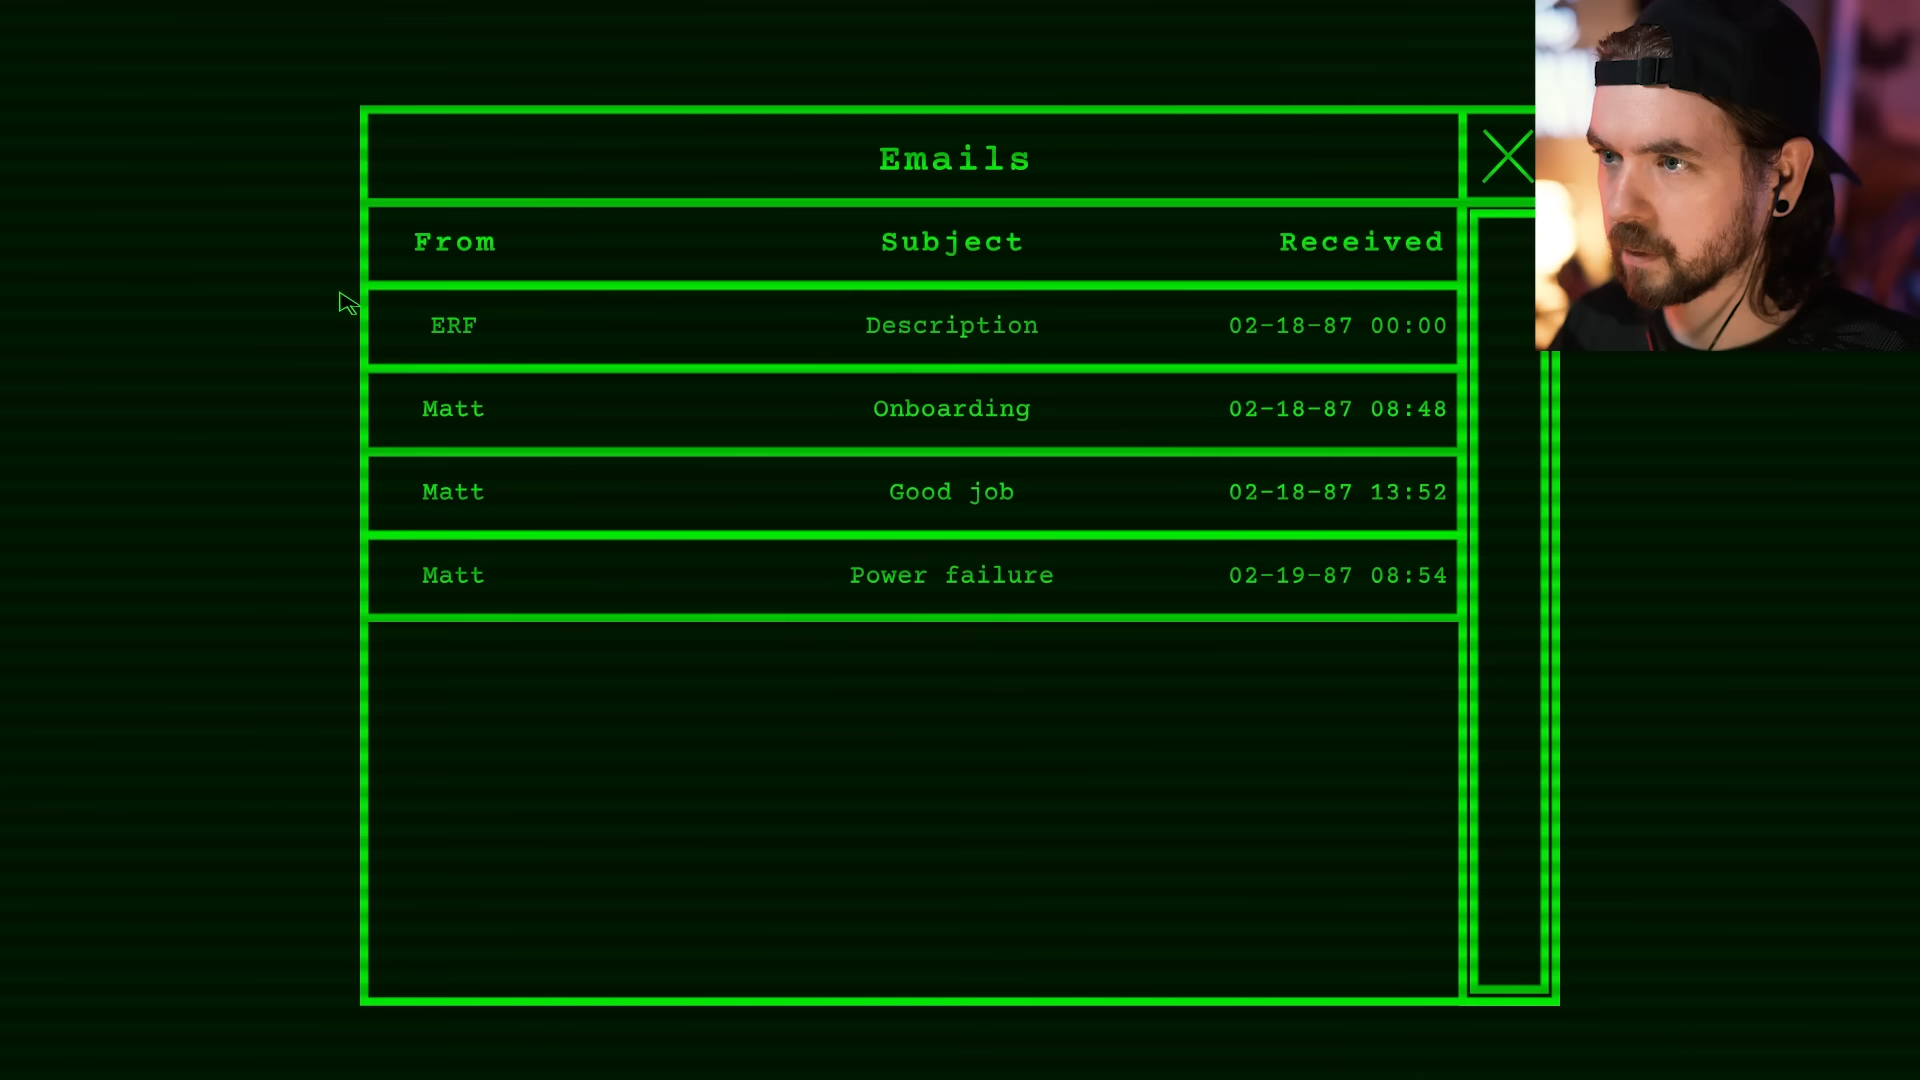 Emails
From Subject Received
ERF Description 02-18-87 00:00
Matt Onboarding 02-18-87 08:48
Matt Good job 02-18-87 13:52
Matt Power failure 02-19-87 08:54